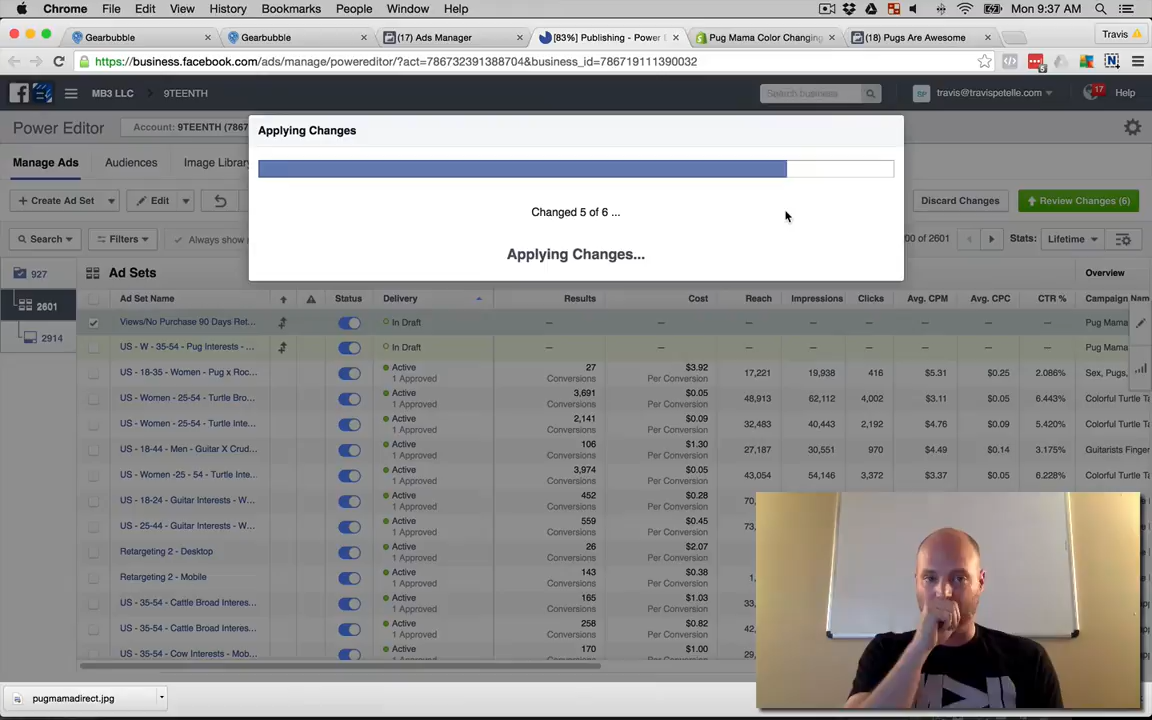 Chrome File Edit View History Bookmarks People Window Help Mon 9:37 AM
Gearbubble Gearbubble (17) Ads Manager [83%] Publishing - Power E Pug Mama Color Changing (18) Pugs Are Awesome Travis
https://business.facebook.com/ads/manage/powereditor/?act=786732391388704&business_id=786719111390032
MB3 LLC > 9TEENTH Search business travis@travispetelle.com 17 Help
Power Editor Account: 9TEENTH (7867
Applying Changes
Manage Ads Audiences Image Library
+ Create Ad Set Edit Discard Changes Review Changes (6)
Changed 5 of 6 ...
Search Filters Always show 00 of 2601 Stats: Lifetime
Applying Changes...
927 Ad Sets Overview
2601 Ad Set Name Status Delivery Results Cost Reach Impressions Clicks Avg. CPM Avg. CPC CTR % Campaign Nam
Views/No Purchase 90 Days Ret... In Draft — — — — — — — — Pug Mama
2914
US - W - 35-54 - Pug Interests - ... In Draft — — — — — — — — Pug Mama
US - 18-35 - Women - Pug x Roc... Active 27 $3.92 17,221 19,938 416 $5.31 $0.25 2.086% Sex, Pugs,
1 Approved Conversions Per Conversion
US - Women - 25-54 - Turtle Bro... Active 3,691 $0.05 48,913 62,112 4,002 $3.11 $0.05 6.443% Colorful Turtle T
1 Approved Conversions Per Conversion
US - Women - 25-54 - Turtle Inte... Active 2,141 $0.09 32,483 40,443 2,192 $4.76 $0.09 5.420% Colorful Turtle T
1 Approved Conversions Per Conversion
US - 18-44 - Men - Guitar X Crud... Active 106 $1.30 27,187 30,551 970 $4.49 $0.14 3.175% Guitarists Finger
1 Approved Conversions Per Conversion
US - Women -25 - 54 - Turtle Inte... Active 3,974 $0.05 43,054 54,146 3,372 $3.37 $0.05 6.228% Colorful Turtle T
1 Approved Conversions Per Conversion
US - 18-24 - Guitar Interests - W... Active 452 $0.28 70,
1 Approved Conversions Per Conversion
US - 25-44 - Guitar Interests - W... Active 559 $0.45 73,
1 Approved Conversions Per Conversion
Retargeting 2 - Desktop Active 26 $2.07
1 Approved Conversions Per Conversion
Retargeting 2 - Mobile Active 143 $0.38 1,
1 Approved Conversions Per Conversion
US - 35-54 - Cattle Broad Interes... Active 165 $1.03 30,
1 Approved Conversions Per Conversion
US - 35-54 - Cattle Broad Interes... Active 258 $0.82 70,
1 Approved Conversions Per Conversion
US - 35-54 - Cow Interests - Mob... Active 170 $1.00 29,
pugmamadirect.jpg